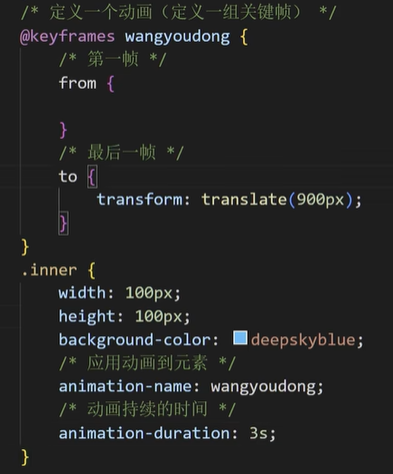 /* 定义一个动画（定义一组关键帧） */
@keyframes wangyoudong {
/* 第一帧 */
from {
}
/* 最后一帧 */
to {
transform: translate(900px);
}
}
.inner {
width: 100px;
height: 100px;
background-color: deepskyblue;
/* 应用动画到元素 */
animation-name: wangyoudong;
/* 动画持续的时间 */
animation-duration: 3s;
}